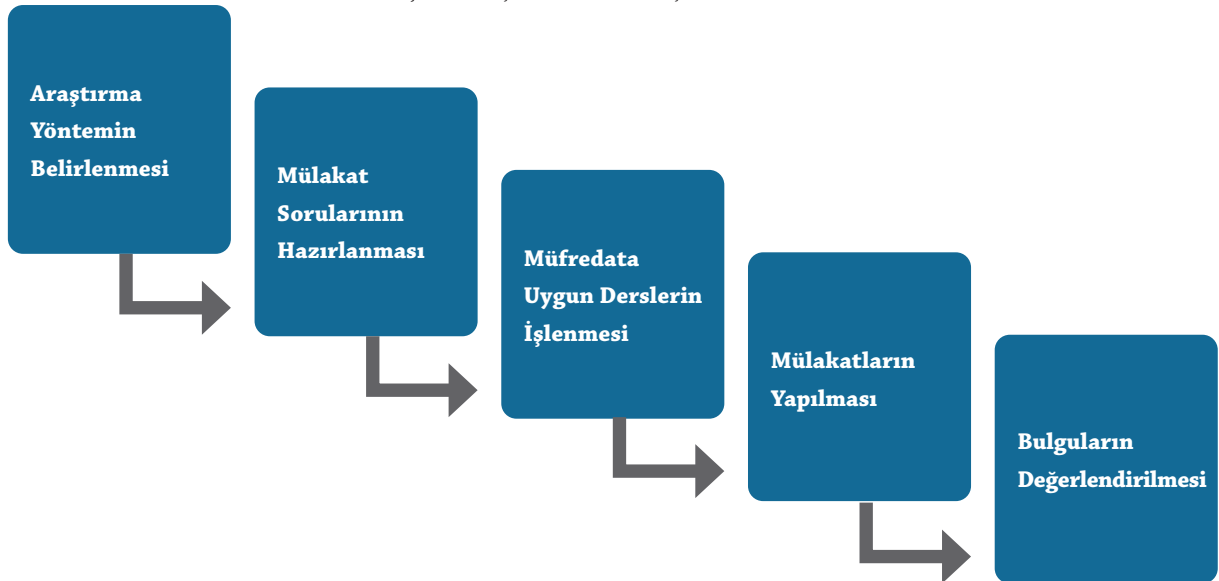 Araştırma
Yöntemin
Belirlenmesi
Mülakat
Sorularının
Hazırlanması
Müfredata
Uygun Derslerin
İşlenmesi
Mülakatların
Yapılması
Bulguların
Değerlendirilmesi